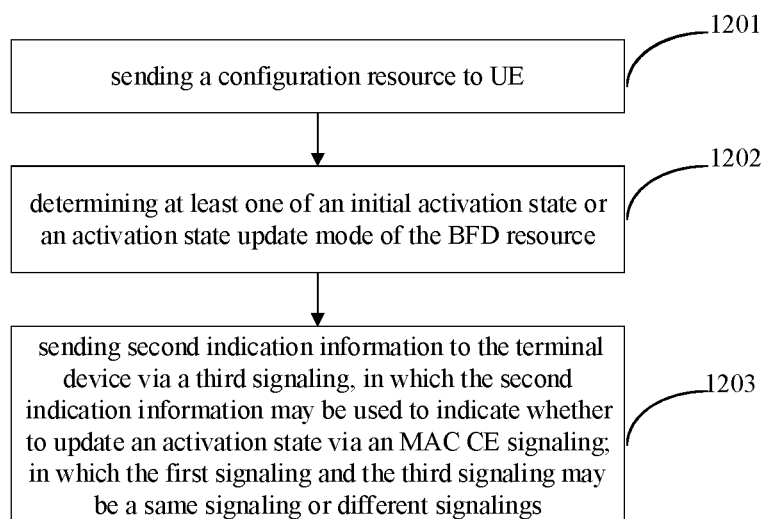 1201
sending a configuration resource to UE
1202
determining at least one of an initial activation state or
an activation state update mode of the BFD resource
sending second indication information to the terminal
device via a third signaling, in which the second
indication information may be used to indicate whether
1203
to update an activation state via an MAC CE signaling;
in which the first signaling and the third signaling may
be a same signaling or different signalings